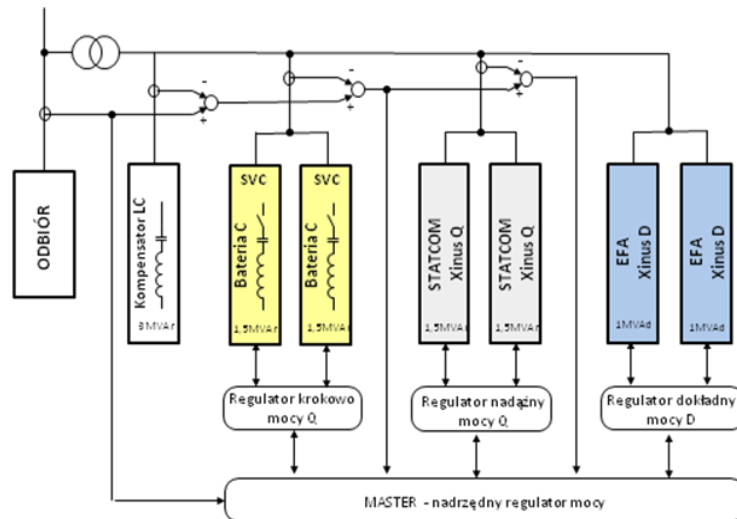 -
+
-
+
-
+
ODBIÓR
Kompensator LC
SVC
Bateria C
1,5MVAr
SVC
Bateria C
1,5MVAr
STATCOM
Xinus Q
1,5MVAr
STATCOM
Xinus Q
1,5MVAr
EFA
Xinus D
1MVAd
EFA
Xinus D
1MVAd
Regulator krokowo
mocy Q
Regulator nadążny
mocy Q
Regulator dokładny
mocy D
MASTER - nadrzędny regulator mocy